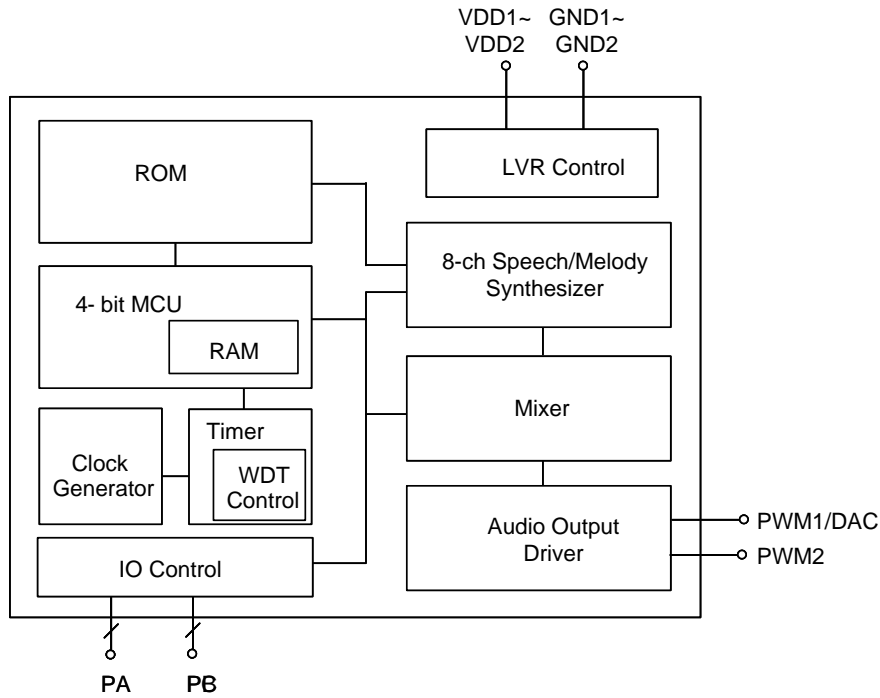 VDD1~
VDD2
GND1~
GND2
ROM
LVR Control
8-ch Speech/Melody
Synthesizer
4- bit MCU
RAM
Mixer
Timer
Clock
Generator
WDT
Control
Audio Output
Driver
PWM1/DAC
PWM2
IO Control
PA
PB